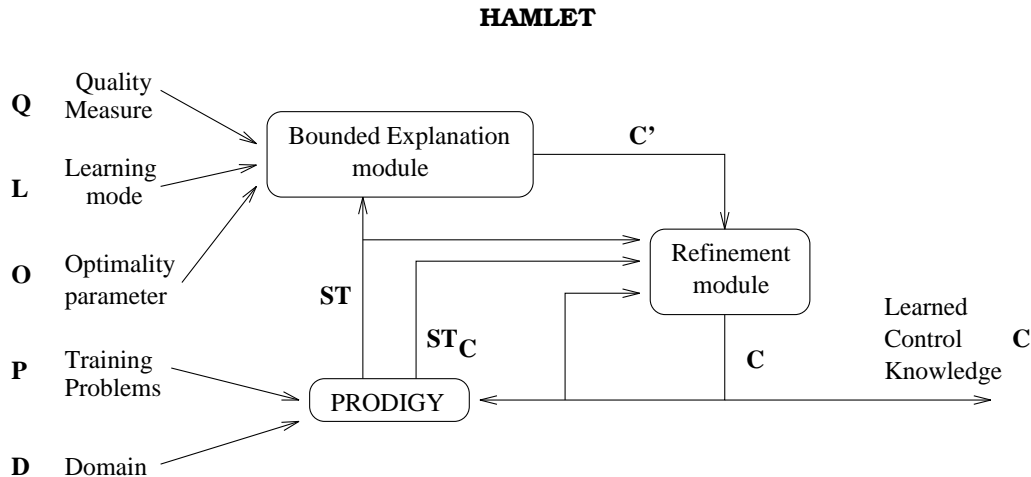 HAMLET
Q
Quality
Measure
L
Learning
mode
O
Optimality
parameter
P
Training
Problems
D
Domain
Bounded Explanation
module
C’
Refinement
module
ST
ST C
C
PRODIGY
Learned
Control
Knowledge
C